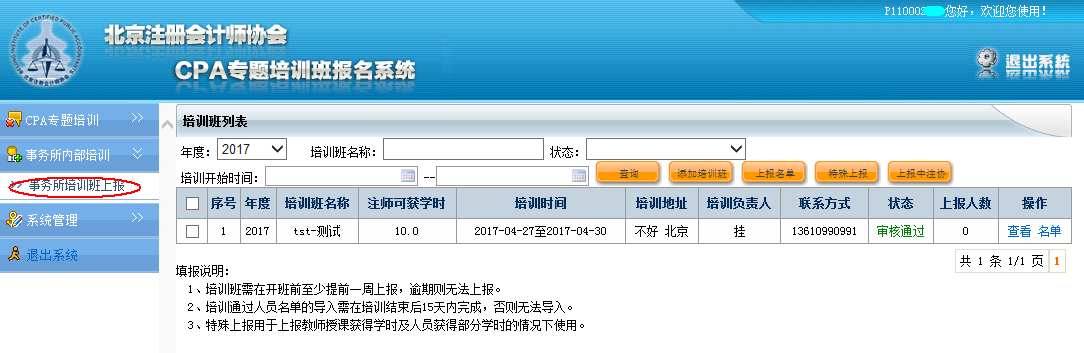 P110002 您好，欢迎您使用！
北京注册会计师协会
CPA专题培训班报名系统
退出系统
CPA专题培训
事务所内部培训
事务所培训班上报
系统管理
退出系统
培训班列表
年度： 2017 培训班名称： 状态：
培训开始时间： -- 查询 添加培训班 上报名单 特殊上报 上报中注协
序号 年度 培训班名称 注师可获学时 培训时间 培训地址 培训负责人 联系方式 状态 上报人数 操作
1 2017 tst-测试 10.0 2017-04-27至2017-04-30 不好 北京 挂 13610990991 审核通过 0 查看 名单
共 1 条 1/1 页 1
填报说明：
1、培训班需在开班前至少提前一周上报，逾期则无法上报。
2、培训通过人员名单的导入需在培训结束后15天内完成，否则无法导入。
3、特殊上报用于上报教师授课获得学时及人员获得部分学时的情况下使用。